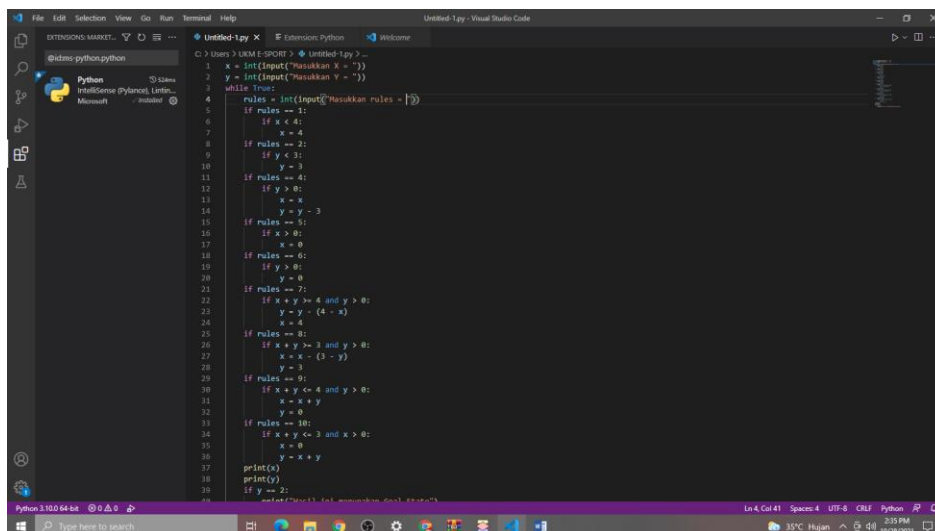 File Edit Selection View Go Run Terminal Help
Untitled-1.py - Visual Studio Code
EXTENSIONS: MARKET...
Untitled-1.py
Extension: Python
Welcome
@id:ms-python.python
C: > Users > UKM E-SPORT > Untitled-1.py > ...
Python 524ms
IntelliSense (Pylance), Lintin...
Microsoft Installed
1 x = int(input("Masukkan X = "))
2 y = int(input("Masukkan Y = "))
3 while True:
4 rules = int(input("Masukkan rules = "))
5 if rules == 1:
6 if x < 4:
7 x = 4
8 if rules == 2:
9 if y < 3:
10 y = 3
11 if rules == 4:
12 if y > 0:
13 x = x
14 y = y - 3
15 if rules == 5:
16 if x > 0:
17 x = 0
18 if rules == 6:
19 if y > 0:
20 y = 0
21 if rules == 7:
22 if x + y >= 4 and y > 0:
23 y = y - (4 - x)
24 x = 4
25 if rules == 8:
26 if x + y >= 3 and y > 0:
27 x = x - (3 - y)
28 y = 3
29 if rules == 9:
30 if x + y <= 4 and y > 0:
31 x = x + y
32 y = 0
33 if rules == 10:
34 if x + y <= 3 and x > 0:
35 x = 0
36 y = x + y
37 print(x)
38 print(y)
39 if y == 2:
Python 3.10.0 64-bit 0 0
Ln 4, Col 41 Spaces: 4 UTF-8 CRLF Python
Type here to search
35°C Hujan
2:35 PM